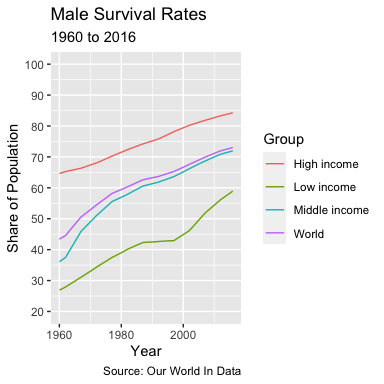 Male Survival Rates
1960 to 2016
Share of Population
100
90
80
70
60
50
40
30
20
1960
1980
2000
Year
Group
High income
Low income
Middle income
World
Source: Our World In Data